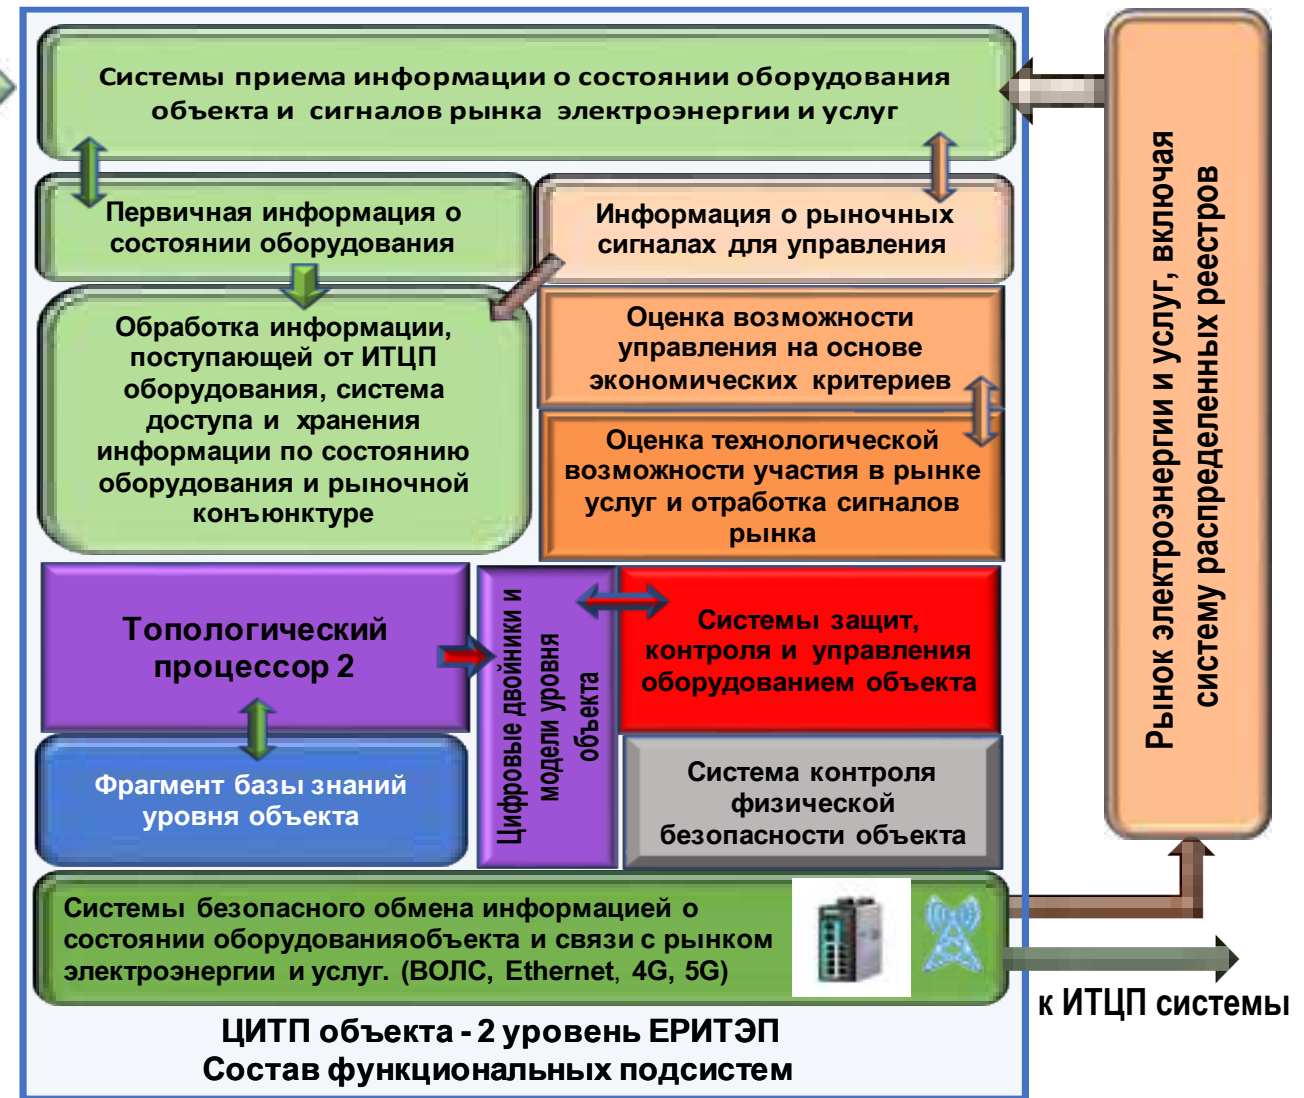 Системы приема информации о состоянии оборудования
объекта и сигналов рынка электроэнергии и услуг
Первичная информация о
состоянии оборудования
Информация о рыночных
сигналах для управления
Обработка информации,
поступающей от ИТЦП
оборудования, система
доступа и хранения
информации по состоянию
оборудования и рыночной
конъюнктуре
Оценка возможности
управления на основе
экономических критериев
Оценка технологической
возможности участия в рынке
услуг и отработка сигналов
рынка
Топологический
процессор 2
Цифровые двойники и
модели уровня
объекта
Системы защит,
контроля и управления
оборудованием объекта
Фрагмент базы знаний
уровня объекта
Система контроля
физической
безопасности объекта
Системы безопасного обмена информацией о
состоянии оборудованияобъекта и связи с рынком
электроэнергии и услуг. (ВОЛС, Ethernet, 4G, 5G)
ЦИТП объекта - 2 уровень ЕРИТЭП
Состав функциональных подсистем
Рынок электроэнергии и услуг, включая
систему распределенных реестров
к ИТЦП системы